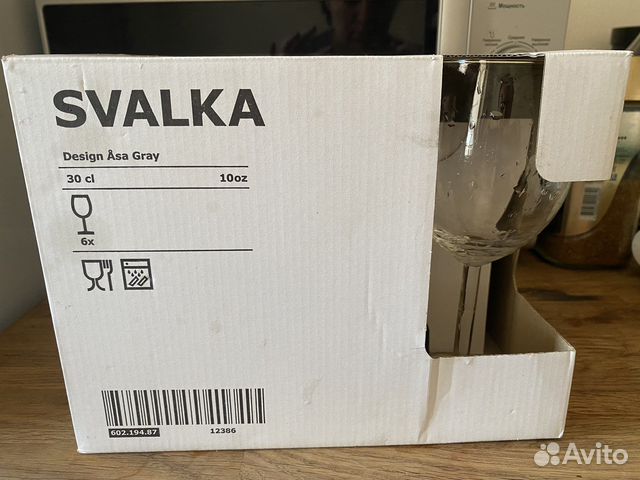 Мощность
SVALKA
Design Åsa Gray
30 cl 10oz
6x
602.194.87 12386
Avito